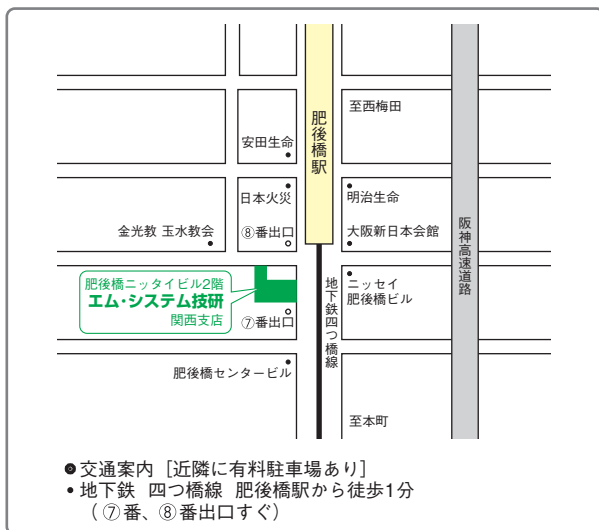 至西梅田
肥後橋駅
安田生命
日本火災
明治生命
金光教 玉水教会
⑧番出口
大阪新日本会館
阪神高速道路
肥後橋ニッタイビル2階
エム・システム技研
関西支店
地下鉄四つ橋線
ニッセイ
肥後橋ビル
⑦番出口
肥後橋センタービル
至本町
●交通案内 [近隣に有料駐車場あり]
・地下鉄 四つ橋線 肥後橋駅から徒歩1分
(⑦番、⑧番出口すぐ)